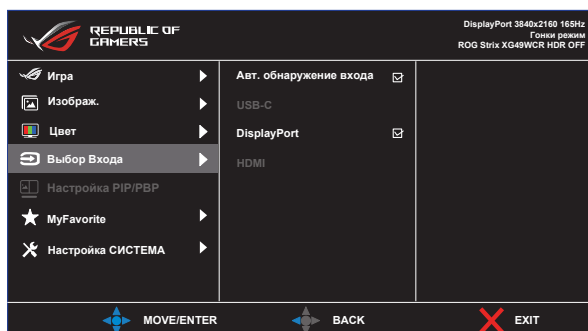 REPUBLIC OF
GAMERS
DisplayPort 3840x2160 165Hz
Гонки режим
ROG Strix XG49WCR HDR OFF
Игра
Изображ.
Цвет
Выбор Входа
Настройка PIP/PBP
MyFavorite
Настройка СИСТЕМА
Авт. обнаружение входа
USB-C
DisplayPort
HDMI
MOVE/ENTER
BACK
EXIT